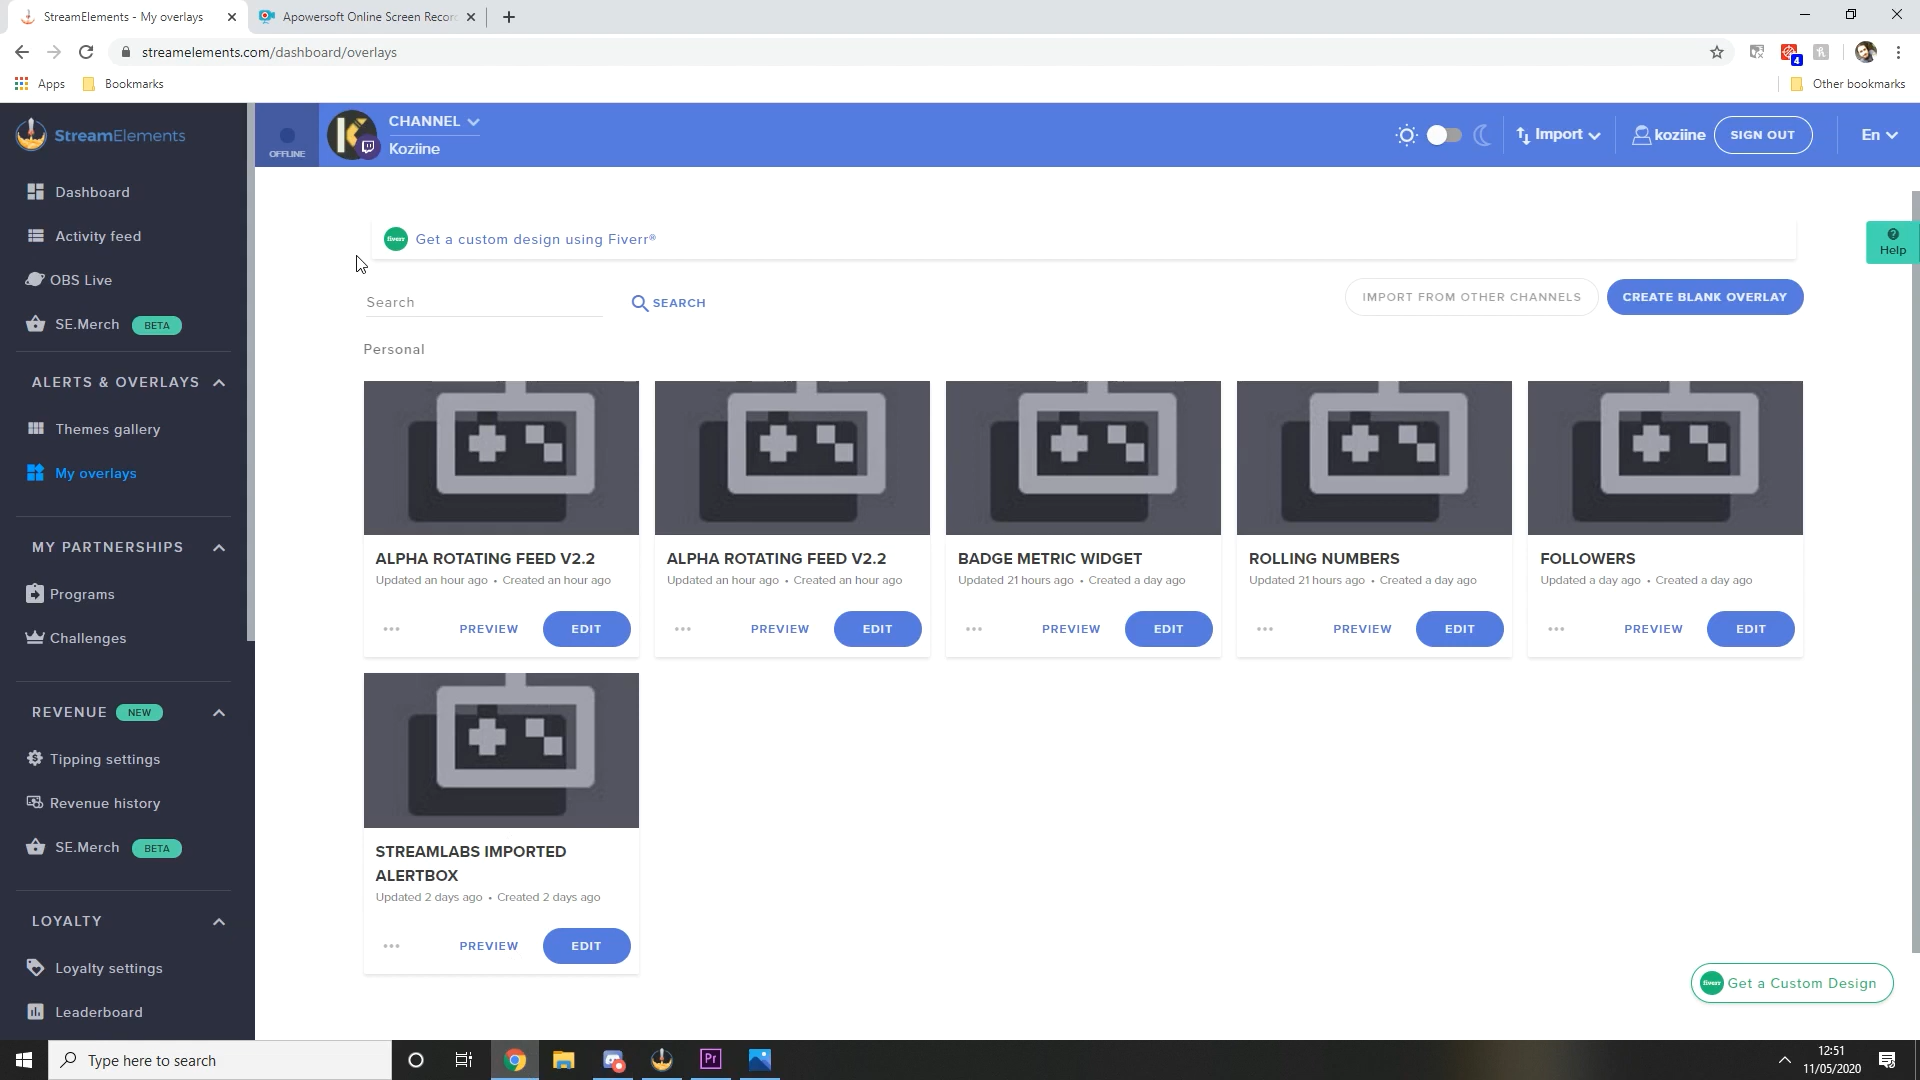 StreamElements - My overlays
Apowersoft Online Screen Recor
streamelements.com/dashboard/overlays
4
Apps
Bookmarks
Other bookmarks
StreamElements
OFFLINE
CHANNEL
Koziine
Import
koziine
SIGN OUT
En
Dashboard
Activity feed
OBS Live
SE.Merch BETA
ALERTS & OVERLAYS
Themes gallery
My overlays
MY PARTNERSHIPS
Programs
Challenges
REVENUE NEW
Tipping settings
Revenue history
SE.Merch BETA
LOYALTY
Loyalty settings
Leaderboard
fiverr Get a custom design using Fiverr®
Help
Search
SEARCH
IMPORT FROM OTHER CHANNELS
CREATE BLANK OVERLAY
Personal
ALPHA ROTATING FEED V2.2
Updated an hour ago • Created an hour ago
PREVIEW
EDIT
ALPHA ROTATING FEED V2.2
Updated an hour ago • Created an hour ago
PREVIEW
EDIT
BADGE METRIC WIDGET
Updated 21 hours ago • Created a day ago
PREVIEW
EDIT
ROLLING NUMBERS
Updated 21 hours ago • Created a day ago
PREVIEW
EDIT
FOLLOWERS
Updated a day ago • Created a day ago
PREVIEW
EDIT
STREAMLABS IMPORTED
ALERTBOX
Updated 2 days ago • Created 2 days ago
PREVIEW
EDIT
fiverr Get a Custom Design
Type here to search
Pr
12:51
11/05/2020